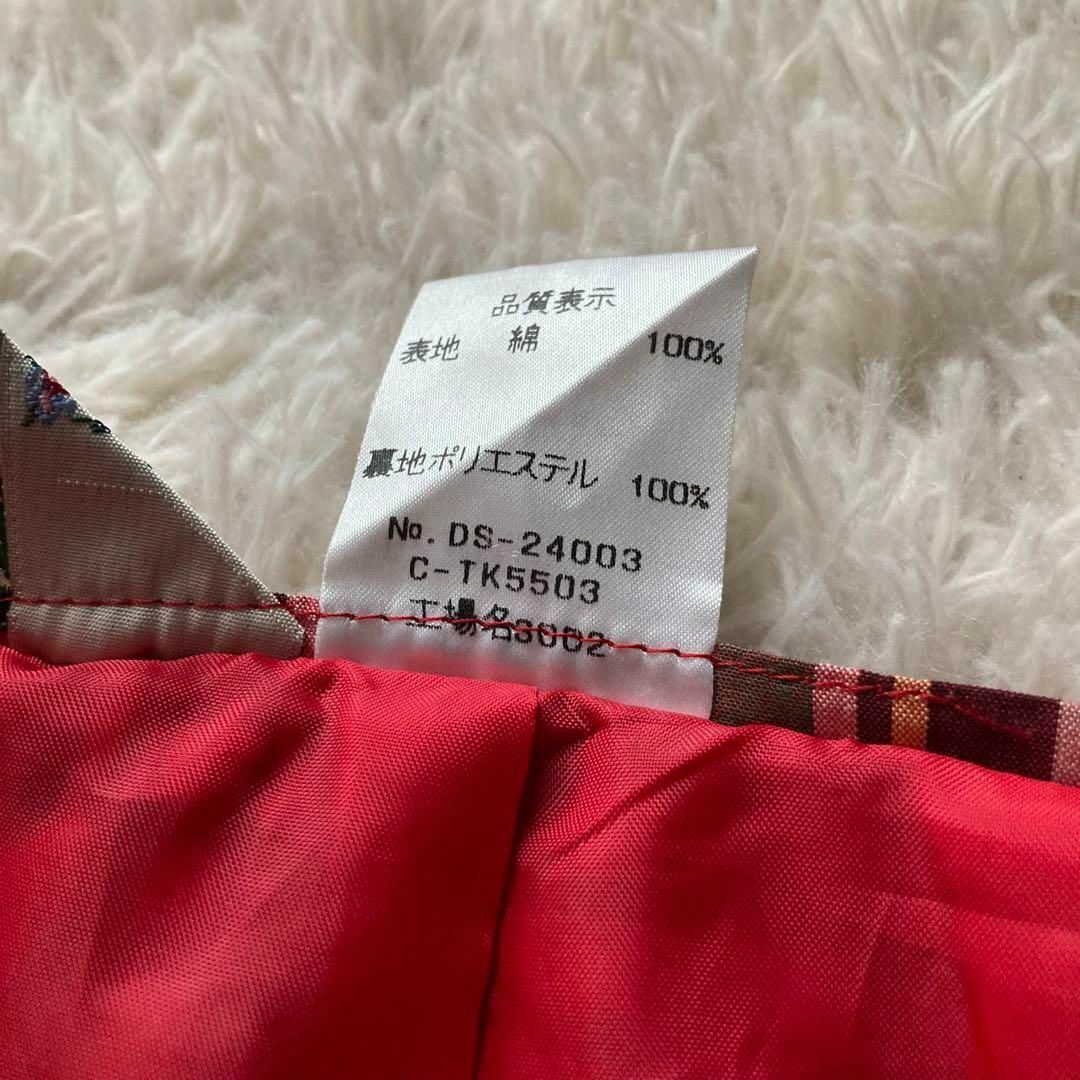 品質表示
表地 綿 100%
裏地ポリエステル 100%
No. DS-24003
C-TK5503
工場名3002